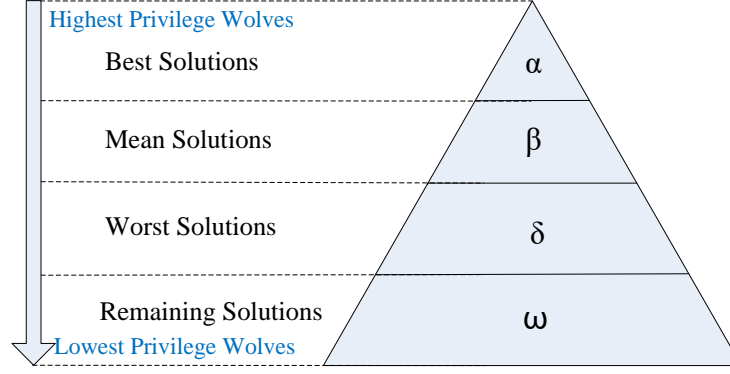 Highest Privilege Wolves
Best Solutions
α
Mean Solutions
β
Worst Solutions
δ
Remaining Solutions
ω
Lowest Privilege Wolves